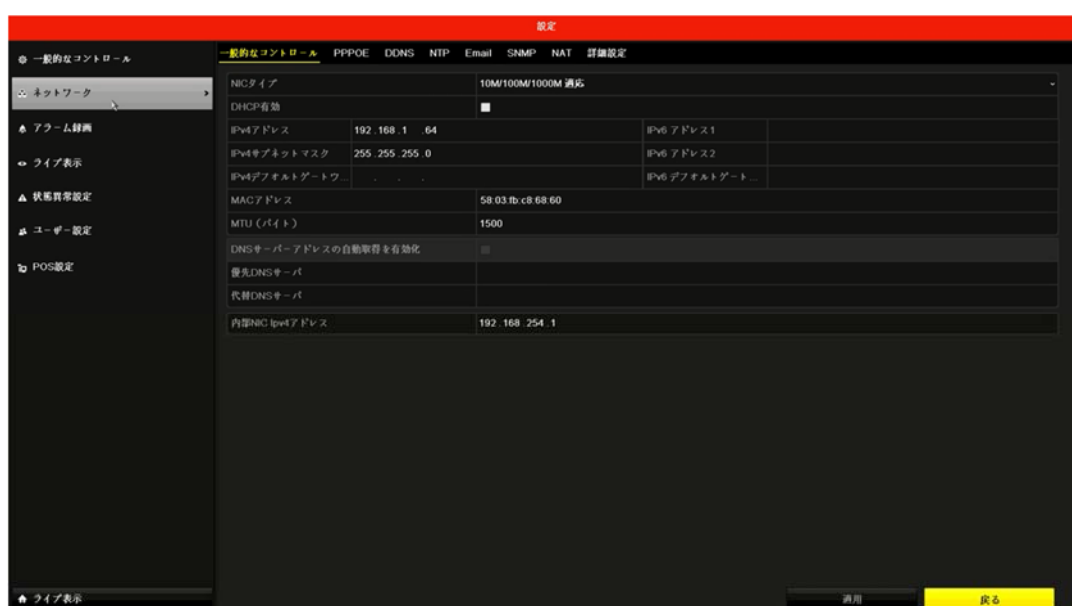 設定
一般的なコントロール
ネットワーク
アラーム録画
ライブ表示
状態異常設定
ユーザー設定
POS設定
ライブ表示
一般的なコントロール PPPOE DDNS NTP Email SNMP NAT 詳細設定
NICタイプ 10M/100M/1000M 適応
DHCP有効
IPv4アドレス 192.168.1.64 IPv6 アドレス1
IPv4サブネットマスク 255.255.255.0 IPv6 アドレス2
IPv4デフォルトゲートウ... . . . IPv6 デフォルトゲート...
MACアドレス 58:03:fb:c8:68:60
MTU（バイト） 1500
DNSサーバーアドレスの自動取得を有効化
優先DNSサーバ
代替DNSサーバ
内部NIC Ipv4アドレス 192.168.254.1
適用 戻る